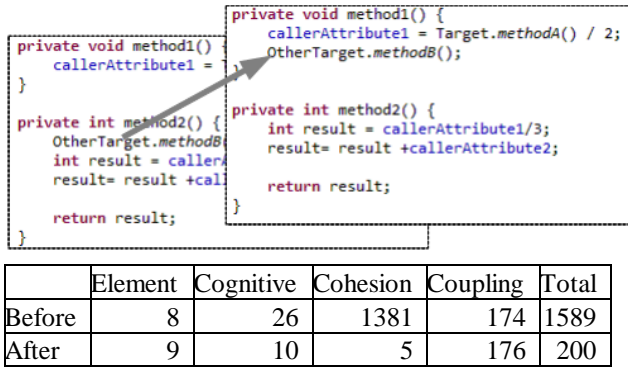 private void method1() {
callerAttribute1 =
}
private int method2() {
OtherTarget.methodB
int result =
result= result
return result;
}
private void method1() {
callerAttribute1 = Target.methodA() / 2;
OtherTarget.methodB();
}
private int method2() {
int result = callerAttribute1/3;
result= result +callerAttribute2;
return result;
}
Element Cognitive Cohesion Coupling Total
Before 8 26 1381 174 1589
After 9 10 5 176 200